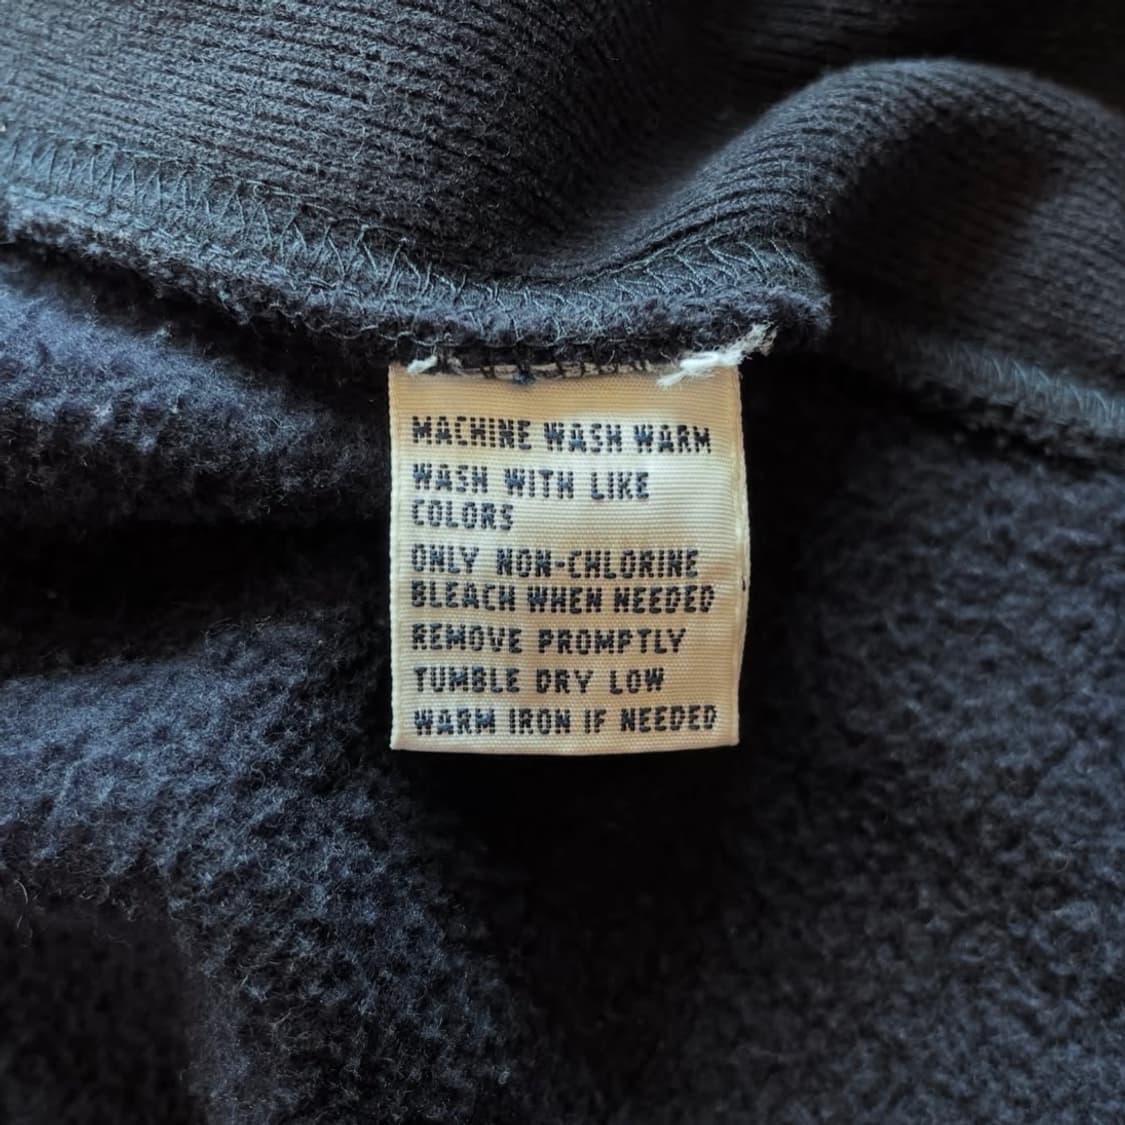 MACHINE WASH WARM
WASH WITH LIKE
COLORS
ONLY NON-CHLORINE
BLEACH WHEN NEEDED
REMOVE PROMPTLY
TUMBLE DRY LOW
WARM IRON IF NEEDED